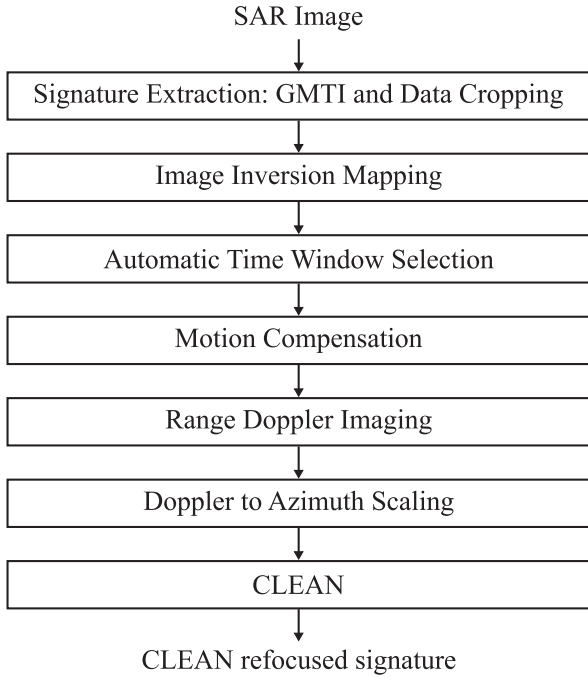 SAR Image
Signature Extraction: GMTI and Data Cropping
Image Inversion Mapping
Automatic Time Window Selection
Motion Compensation
Range Doppler Imaging
Doppler to Azimuth Scaling
CLEAN
CLEAN refocused signature